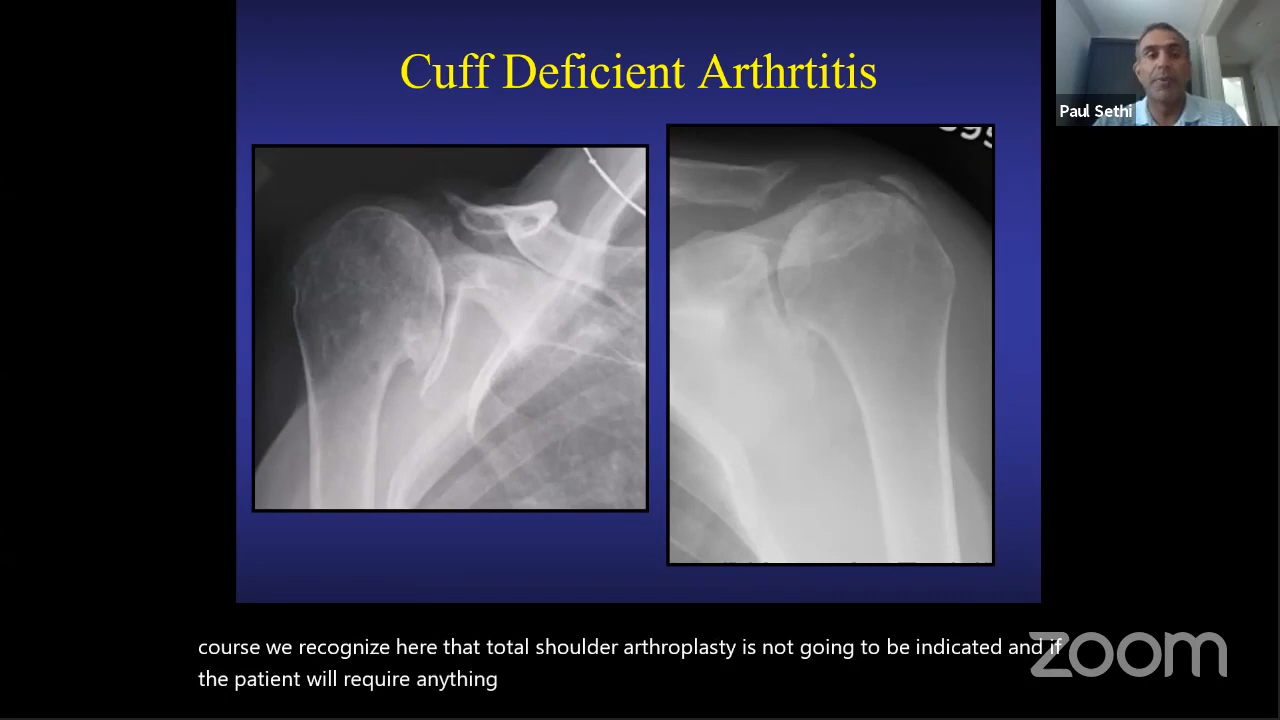 Cuff Deficient Arthrtitis
Paul Sethi
course we recognize here that total shoulder arthroplasty is not going to be indicated and if
the patient will require anything
zoom